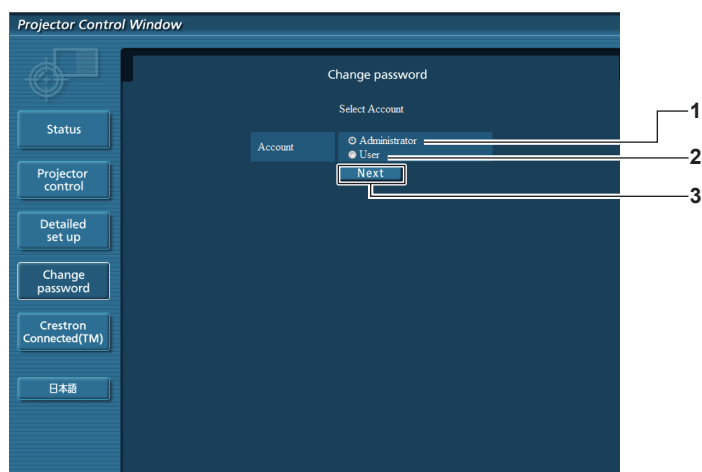 Projector Control Window
Change password
Select Account
Account
Administrator
User
Next
Status
Projector
control
Detailed
set up
Change
password
Crestron
Connected(TM)
日本語
1
2
3